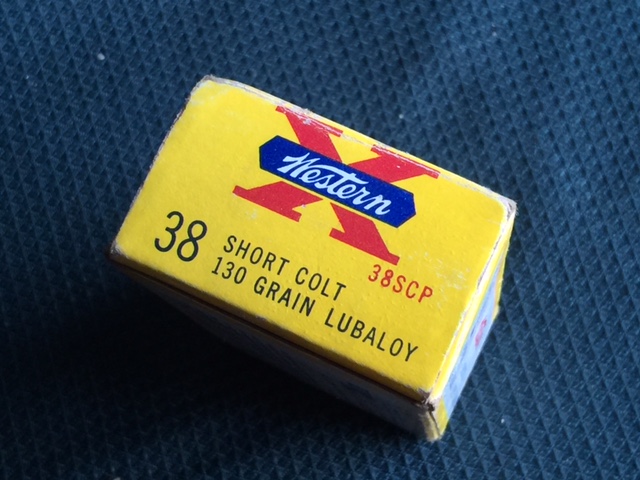 X
Western
38 SHORT COLT
38SCP
130 GRAIN LUBALOY